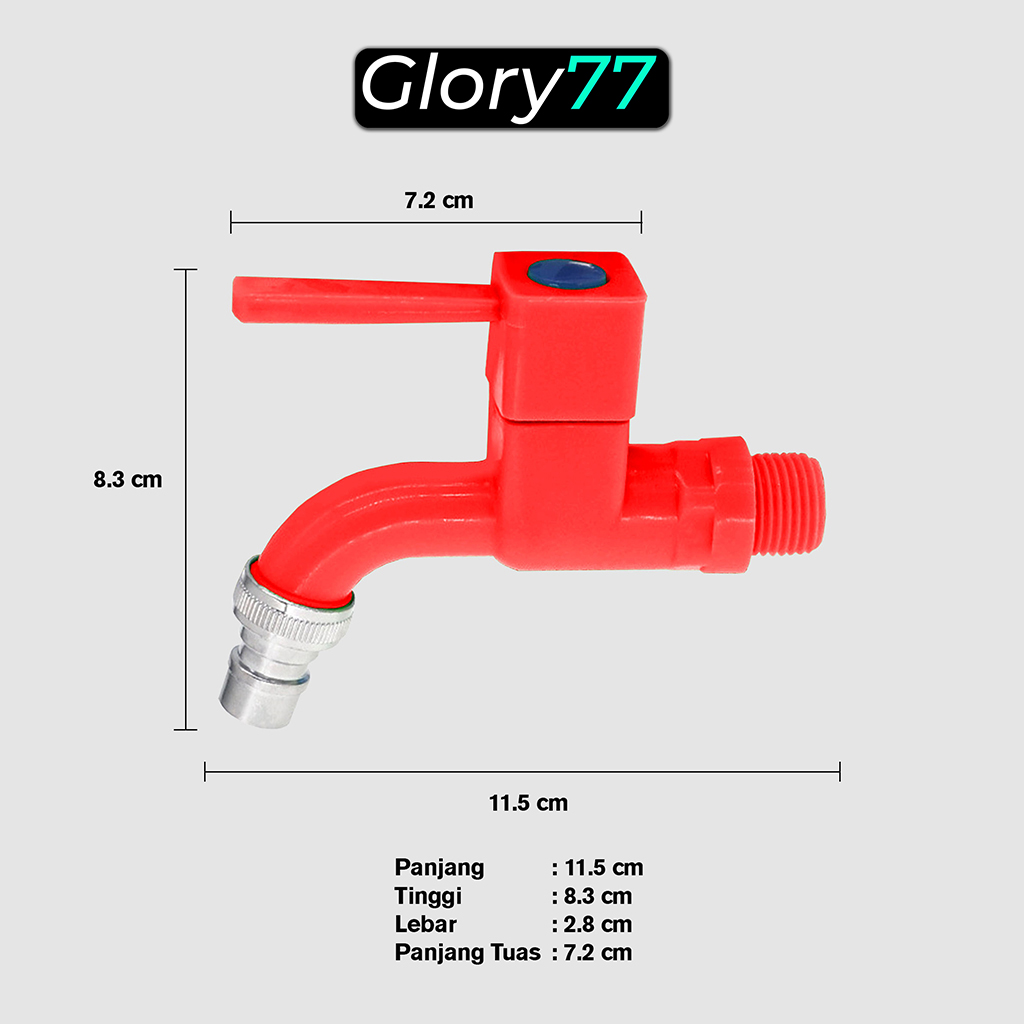 Glory77
7.2 cm
8.3 cm
11.5 cm
Panjang : 11.5 cm
Tinggi : 8.3 cm
Lebar : 2.8 cm
Panjang Tuas : 7.2 cm